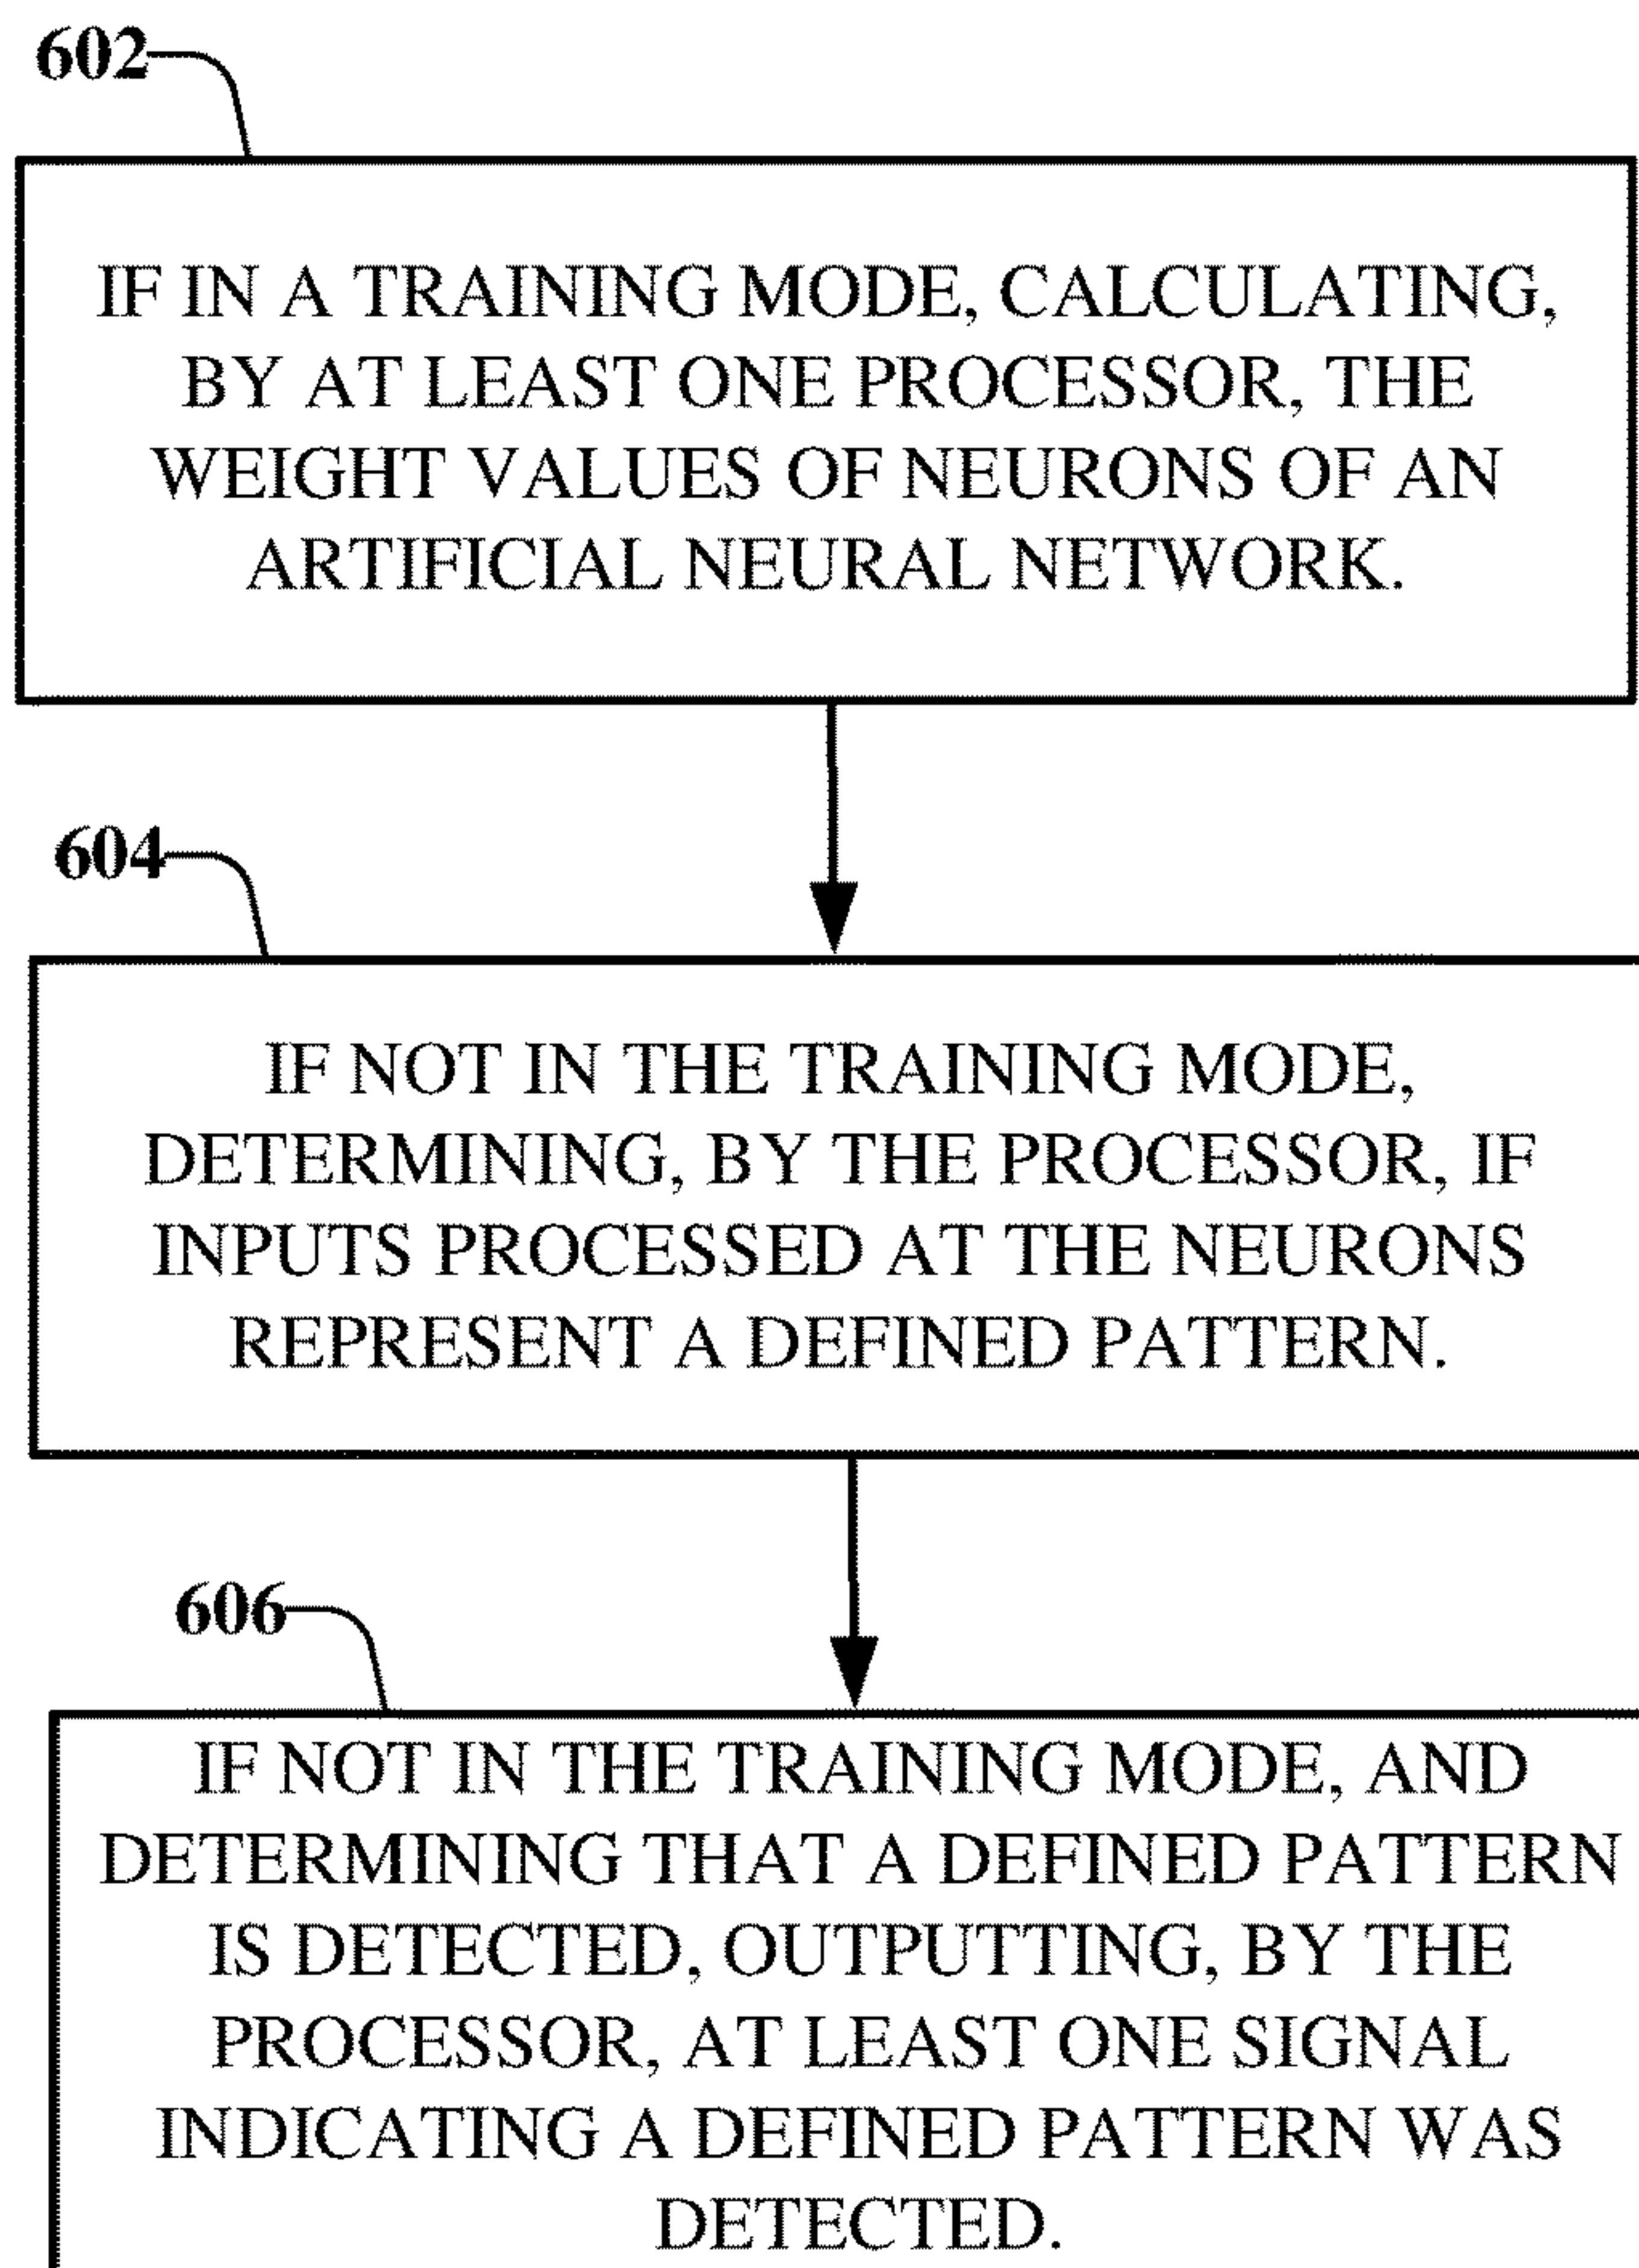 602
IF IN A TRAINING MODE, CALCULATING,
BY AT LEAST ONE PROCESSOR, THE
WEIGHT VALUES OF NEURONS OF AN
ARTIFICIAL NEURAL NETWORK.
604
IF NOT IN THE TRAINING MODE,
DETERMINING, BY THE PROCESSOR, IF
INPUTS PROCESSED AT THE NEURONS
REPRESENT A DEFINED PATTERN.
606
IF NOT IN THE TRAINING MODE, AND
DETERMINING THAT A DEFINED PATTERN
IS DETECTED, OUTPUTTING, BY THE
PROCESSOR, AT LEAST ONE SIGNAL
INDICATING A DEFINED PATTERN WAS
DETECTED.